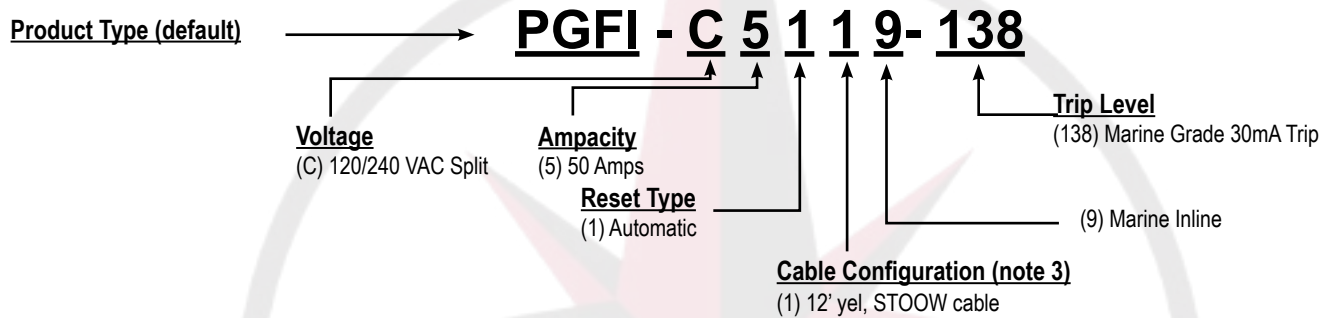 Product Type (default)
PGFI - C 5 1 1 9- 138
Voltage
(C) 120/240 VAC Split
Ampacity
(5) 50 Amps
Reset Type
(1) Automatic
Trip Level
(138) Marine Grade 30mA Trip
(9) Marine Inline
Cable Configuration (note 3)
(1) 12' yel, STOOW cable